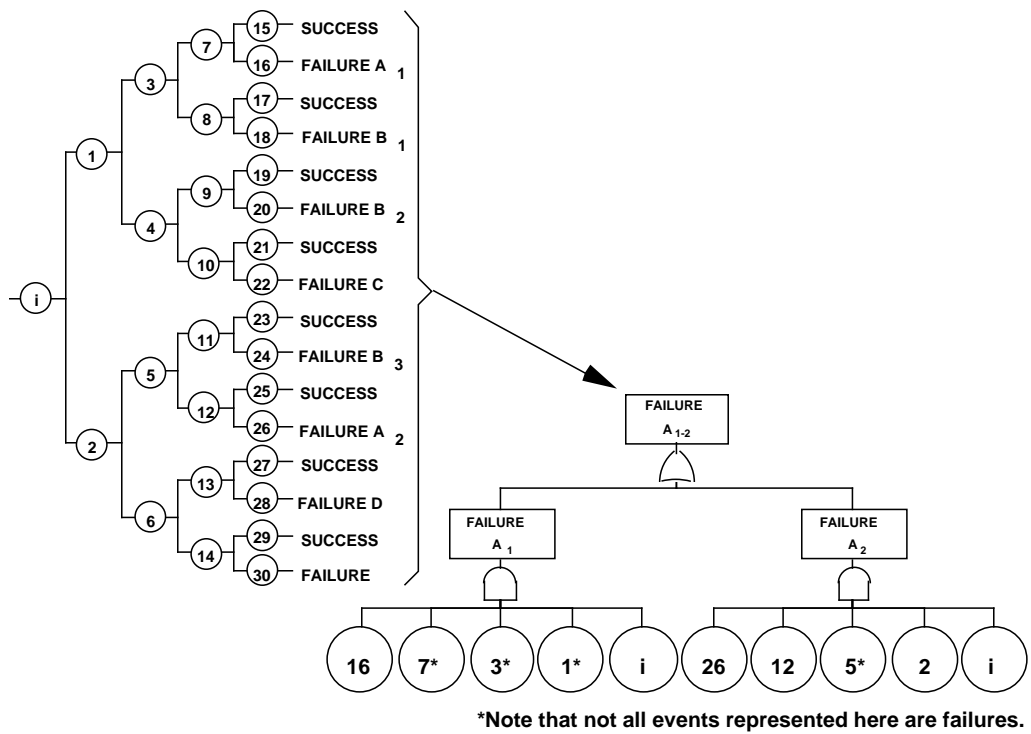 15 SUCCESS
7
16 FAILURE A 1
3
17 SUCCESS
8
18 FAILURE B 1
1
19 SUCCESS
9
20 FAILURE B 2
4
21 SUCCESS
10
22 FAILURE C
i
23 SUCCESS
11
24 FAILURE B 3
5
25 SUCCESS
12
26 FAILURE A 2
2
27 SUCCESS
13
28 FAILURE D
6
29 SUCCESS
14
30 FAILURE
FAILURE
A 1-2
FAILURE
A 1
FAILURE
A 2
16 7* 3* 1* i 26 12 5* 2 i
*Note that not all events represented here are failures.